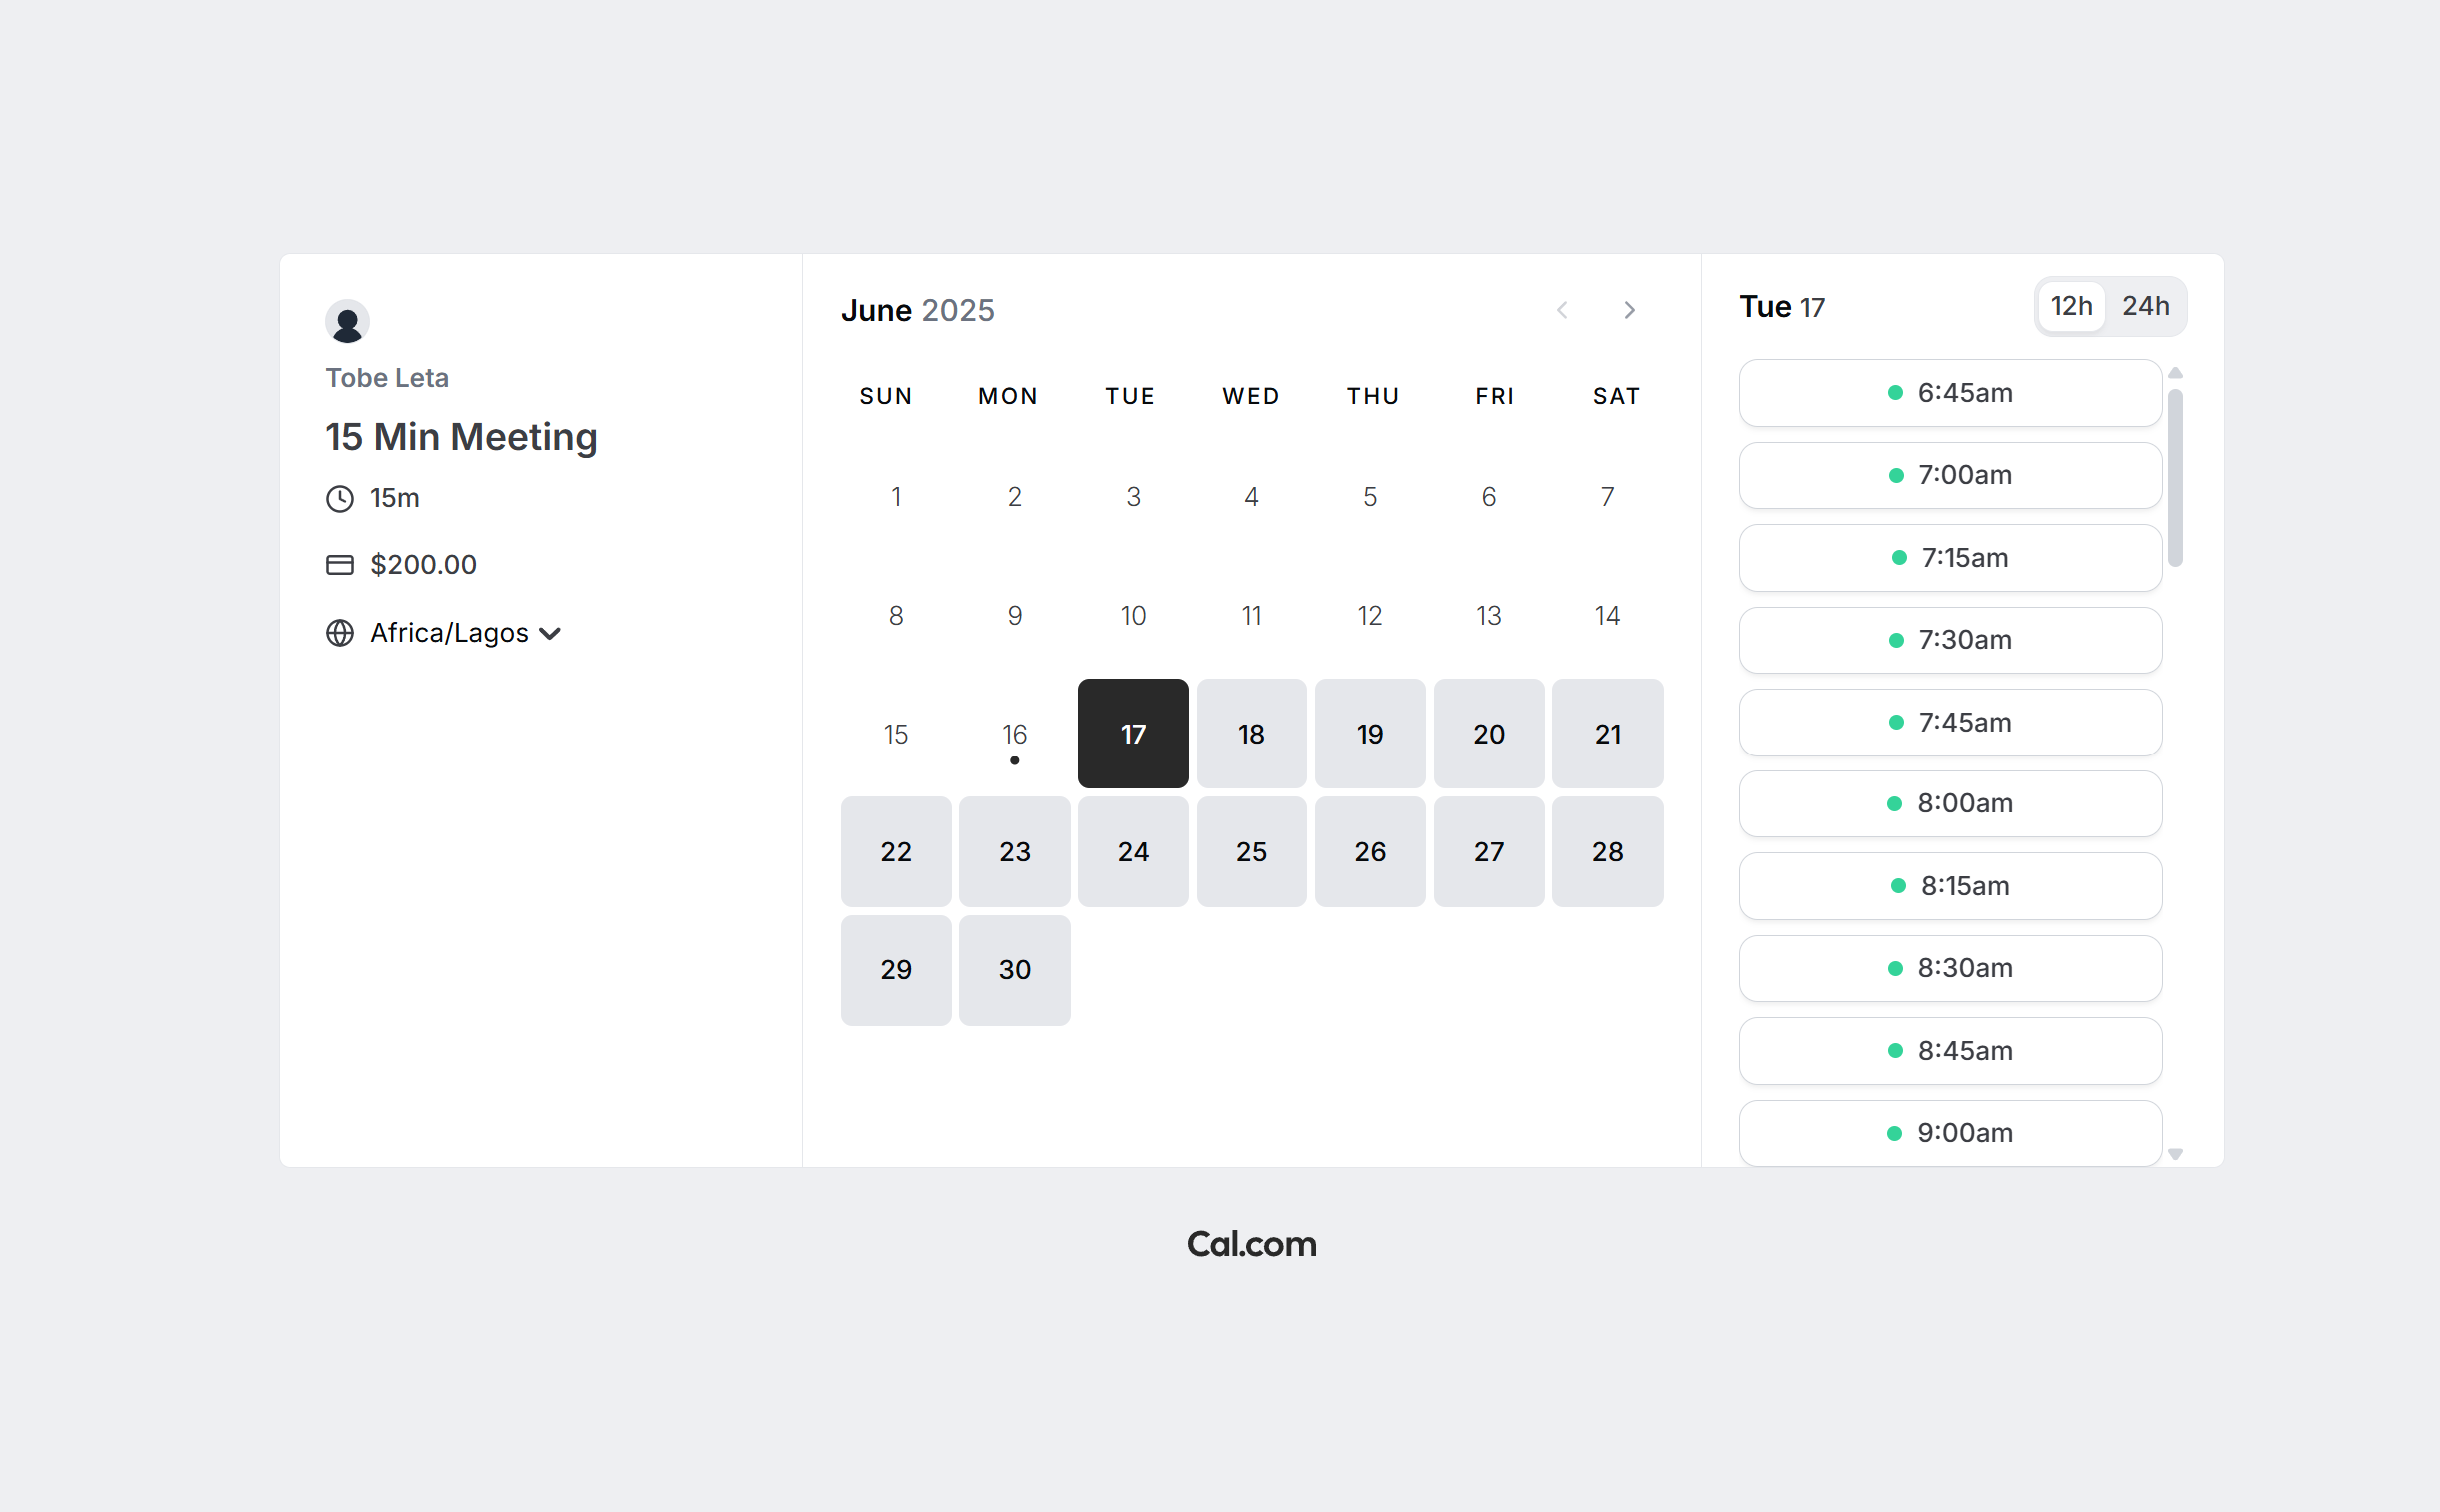 Tobe Leta
15 Min Meeting
15m
$200.00
Africa/Lagos
June 2025
SUN MON TUE WED THU FRI SAT
1 2 3 4 5 6 7
8 9 10 11 12 13 14
15 16 17 18 19 20 21
22 23 24 25 26 27 28
29 30
Tue 17 12h 24h
6:45am
7:00am
7:15am
7:30am
7:45am
8:00am
8:15am
8:30am
8:45am
9:00am
Cal.com